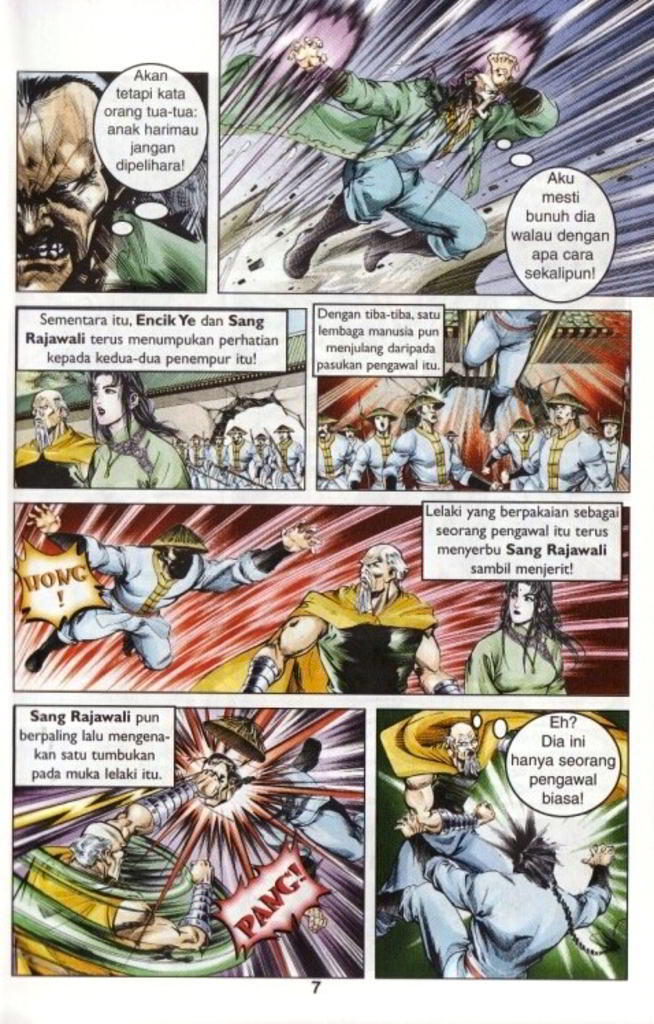 Akan
tetapi kata
orang tua-tua:
anak harimau
jangan
dipelihara!
Aku
mesti
bunuh dia
walau dengan
apa cara
sekalipun!
Sementara itu, Encik Ye dan Sang
Rajawali terus menumpukan perhatian
kepada kedua-dua penempur itu!
Dengan tiba-tiba, satu
lembaga manusia pun
menjulang daripada
pasukan pengawal itu.
Lelaki yang berpakaian sebagai
seorang pengawal itu terus
menyerbu Sang Rajawali
sambil menjerit!
HONG
!
Sang Rajawali pun
berpaling lalu mengena-
kan satu tumbukan
pada muka lelaki itu.
PANG!
Eh?
Dia ini
hanya seorang
pengawal
biasa!
7